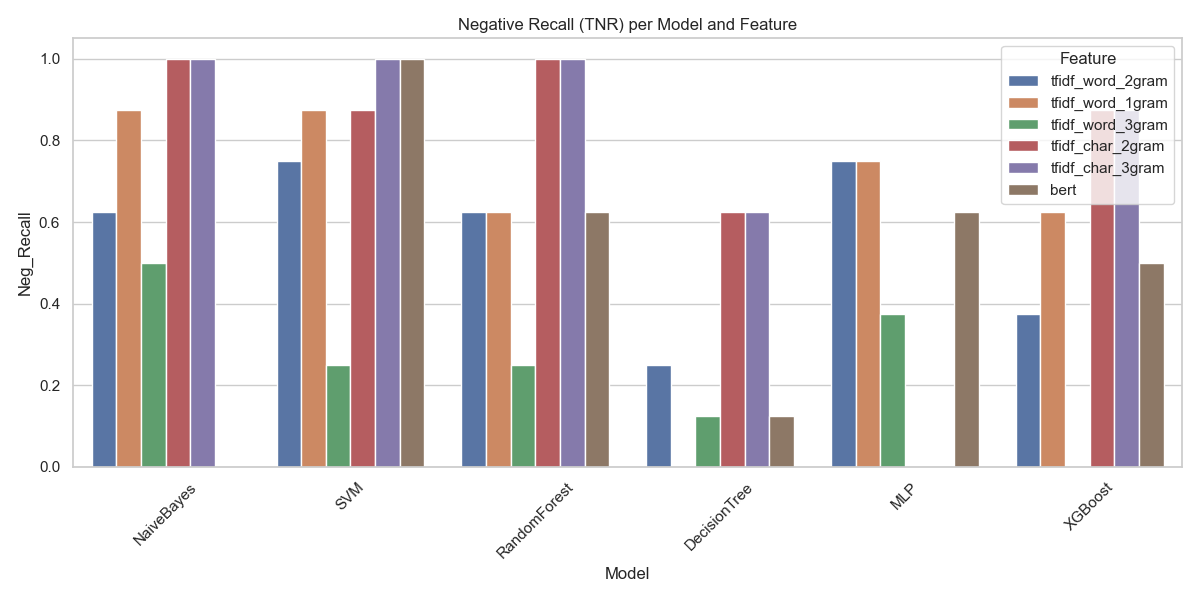 Negative Recall (TNR) per Model and Feature
Neg_Recall
1.0
0.8
0.6
0.4
0.2
0.0
Feature
tfidf_word_2gram
tfidf_word_1gram
tfidf_word_3gram
tfidf_char_2gram
tfidf_char_3gram
bert
NaiveBayes
SVM
RandomForest
DecisionTree
MLP
XGBoost
Model